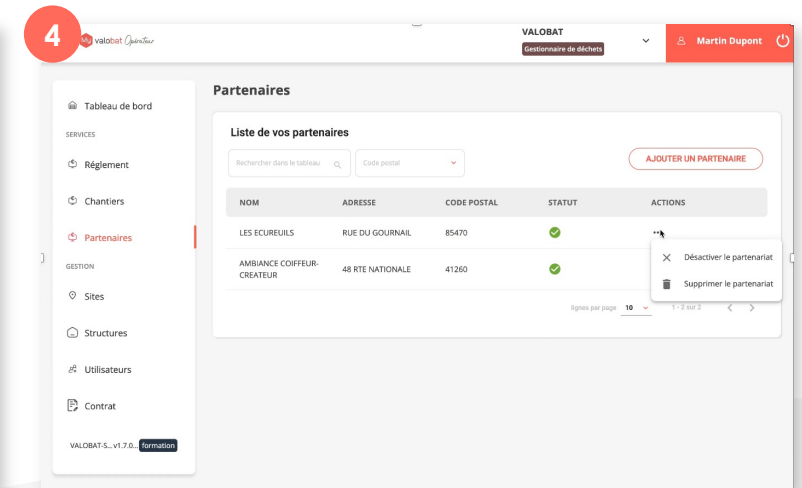 4
My valobat Opérateur
VALOBAT
Gestionnaire de déchets
Martin Dupont
Tableau de bord
SERVICES
Réglement
Chantiers
Partenaires
GESTION
Sites
Structures
Utilisateurs
Contrat
VALOBAT-S... v1.7.0... formation
Partenaires
Liste de vos partenaires
Rechercher dans le tableau
Code postal
AJOUTER UN PARTENAIRE
NOM ADRESSE CODE POSTAL STATUT ACTIONS
LES ECUREUILS RUE DU GOURNAIL 85470
AMBIANCE COIFFEUR-
CREATEUR 48 RTE NATIONALE 41260
Désactiver le partenariat
Supprimer le partenariat
lignes par page 10 1 - 2 sur 2